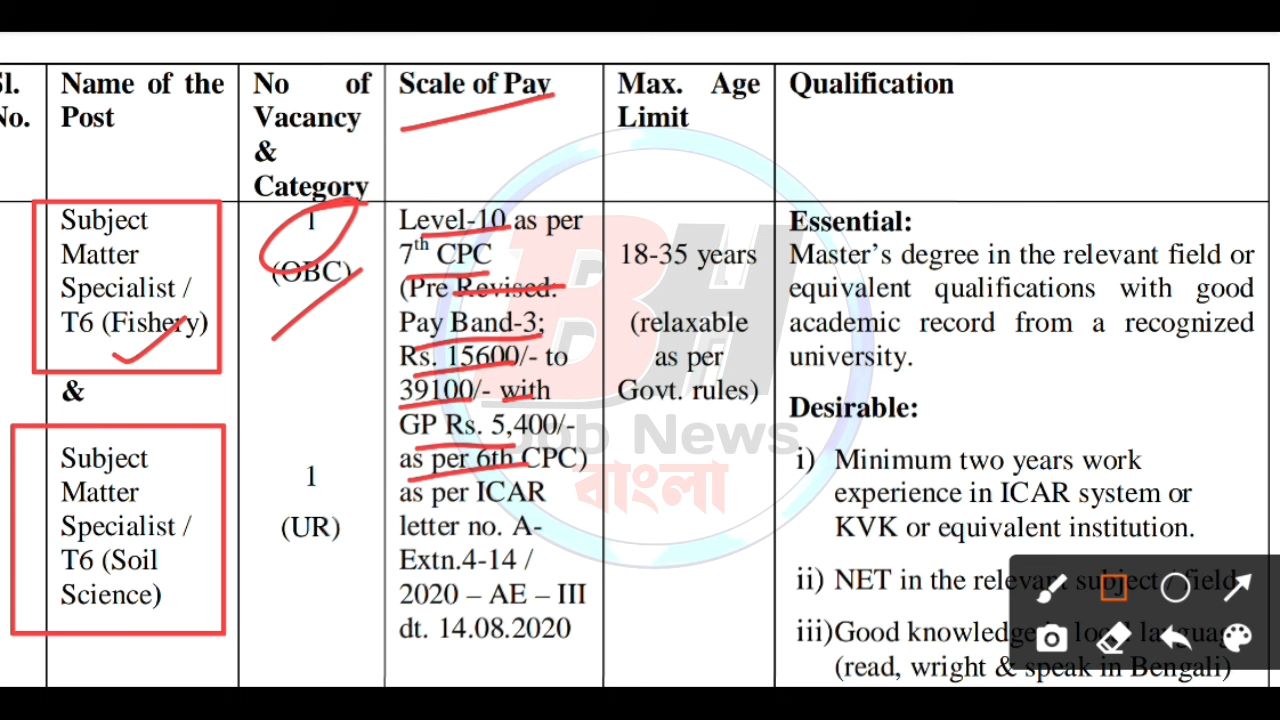 Sl. No.
Name of the Post
No of Vacancy & Category
Scale of Pay
Max. Age Limit
Qualification
Subject
Matter
Specialist /
T6 (Fishery)
&
Subject
Matter
Specialist /
T6 (Soil
Science)
1
(OBC)
1
(UR)
Level-10 as per
7th CPC
(Pre Revised:
Pay Band-3;
Rs. 15600/- to
39100/- with
GP Rs. 5,400/-
as per 6th CPC)
as per ICAR
letter no. A-
Extn.4-14 /
2020 – AE – III
dt. 14.08.2020
18-35 years
(relaxable
as per
Govt. rules)
Essential:
Master's degree in the relevant field or
equivalent qualifications with good
academic record from a recognized
university.
Desirable:
i) Minimum two years work
experience in ICAR system or
KVK or equivalent institution.
ii) NET in the relevant subject / field
iii) Good knowledge in local language
(read, wright & speak in Bengali)
BH
Job News
বাংলা